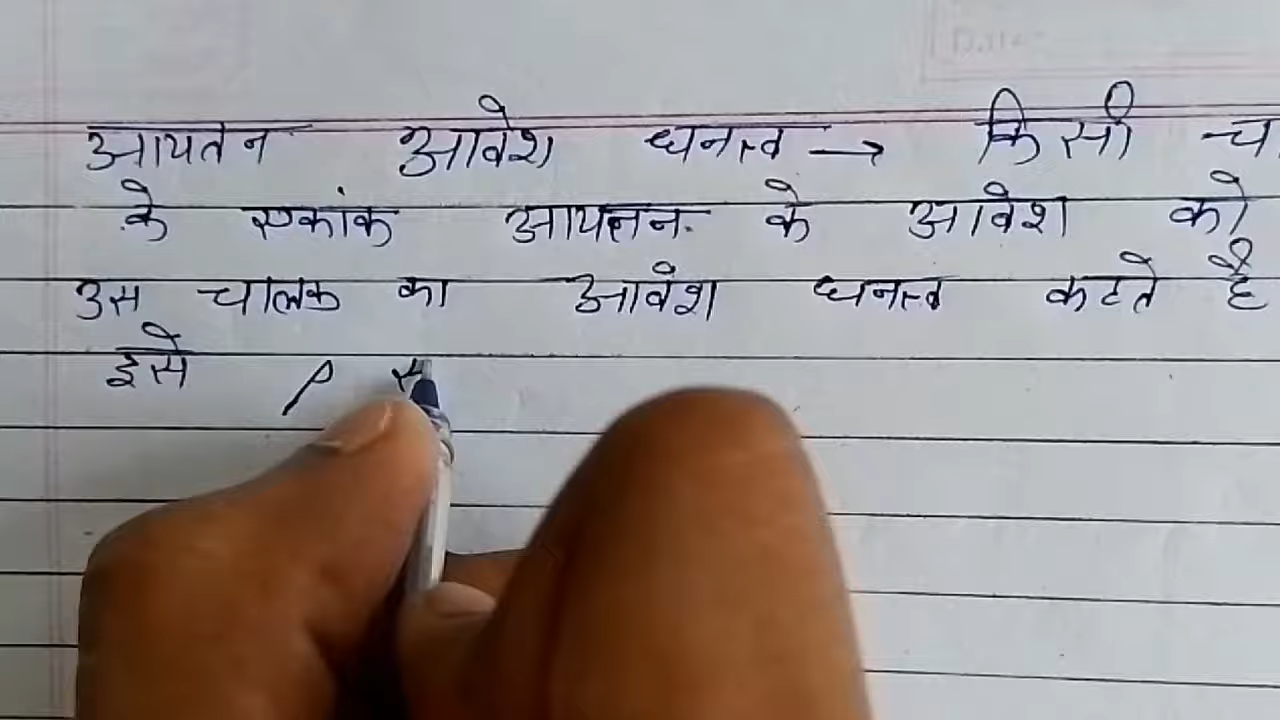 आयतन आवेश घनत्व → किसी च
के एकांक आयतन के आवेश को
उस चालक का आवेश घनत्व कहते है
इसे ρ स